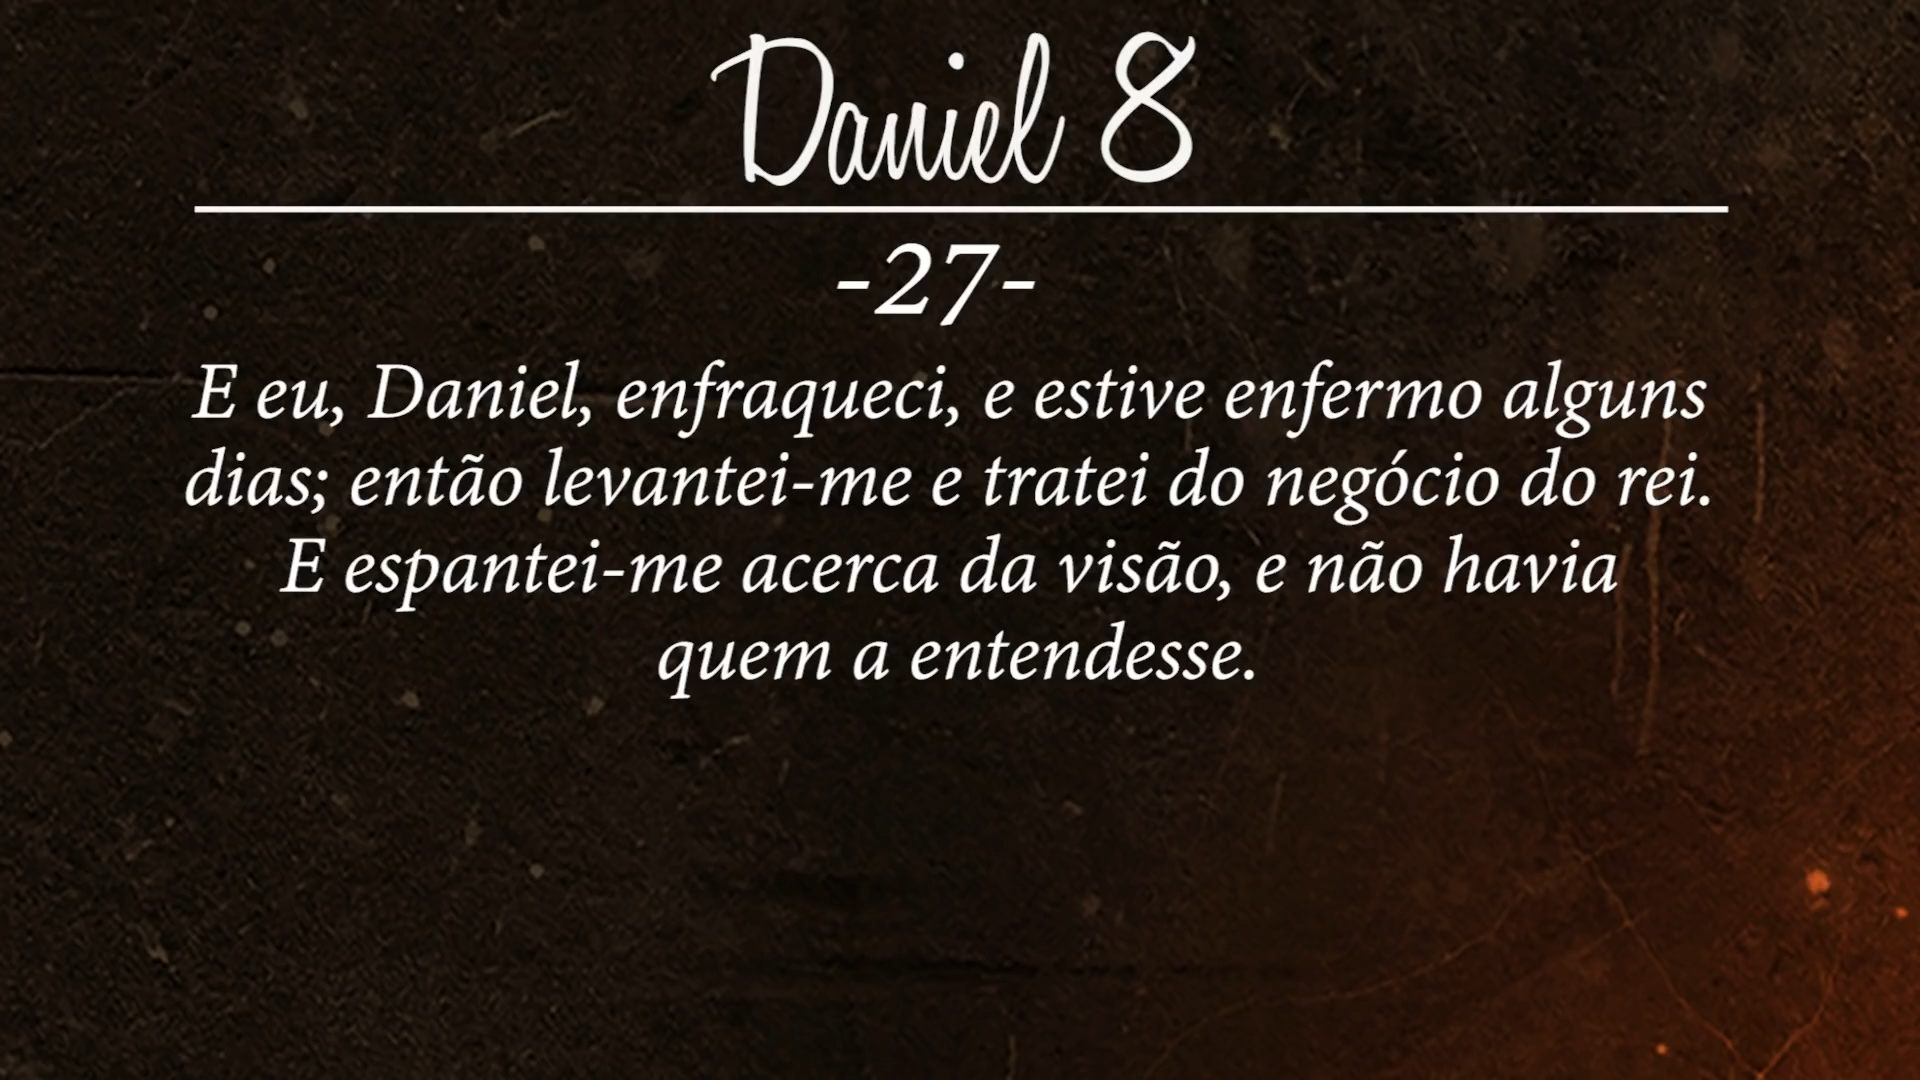 Daniel 8
-27-
E eu, Daniel, enfraqueci, e estive enfermo alguns
dias; então levantei-me e tratei do negócio do rei.
E espantei-me acerca da visão, e não havia
quem a entendesse.